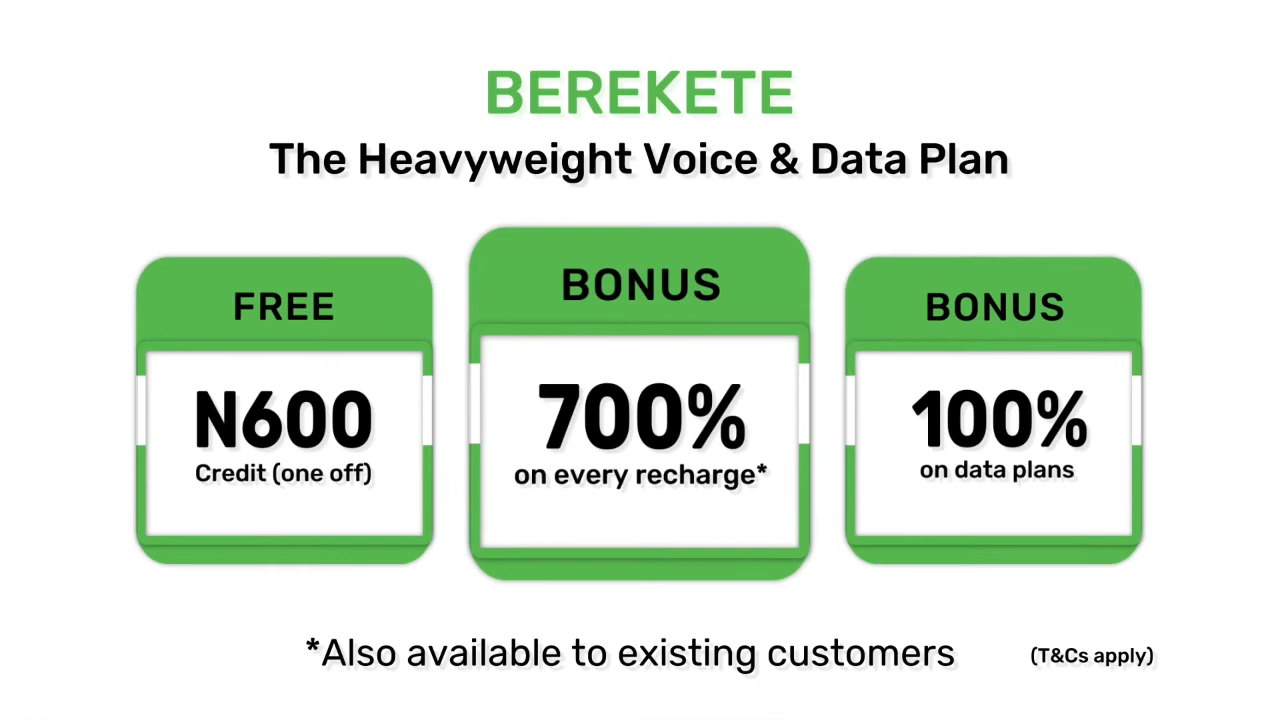 BEREKETE
The Heavyweight Voice & Data Plan
FREE
N600
Credit (one off)
BONUS
700%
on every recharge*
BONUS
100%
on data plans
*Also available to existing customers
(T&Cs apply)